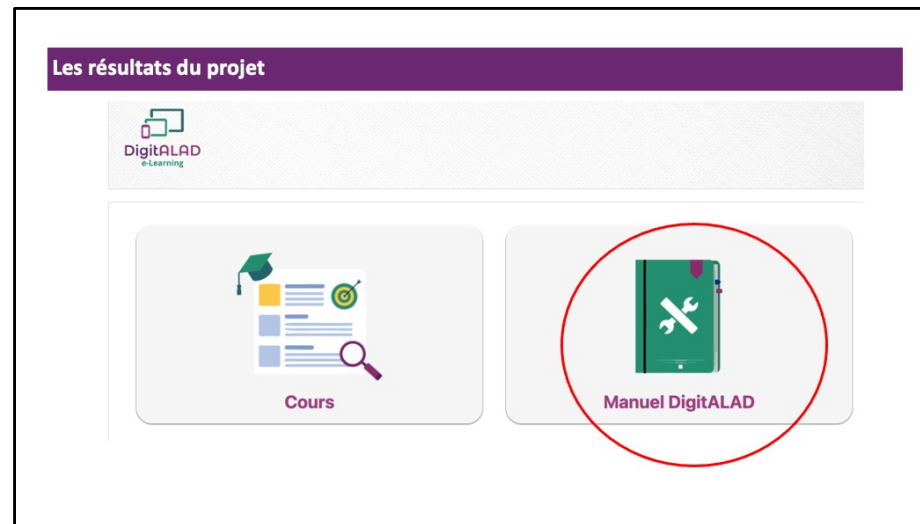 Les résultats du projet
DigitALAD
e-Learning
Cours
Manuel DigitALAD